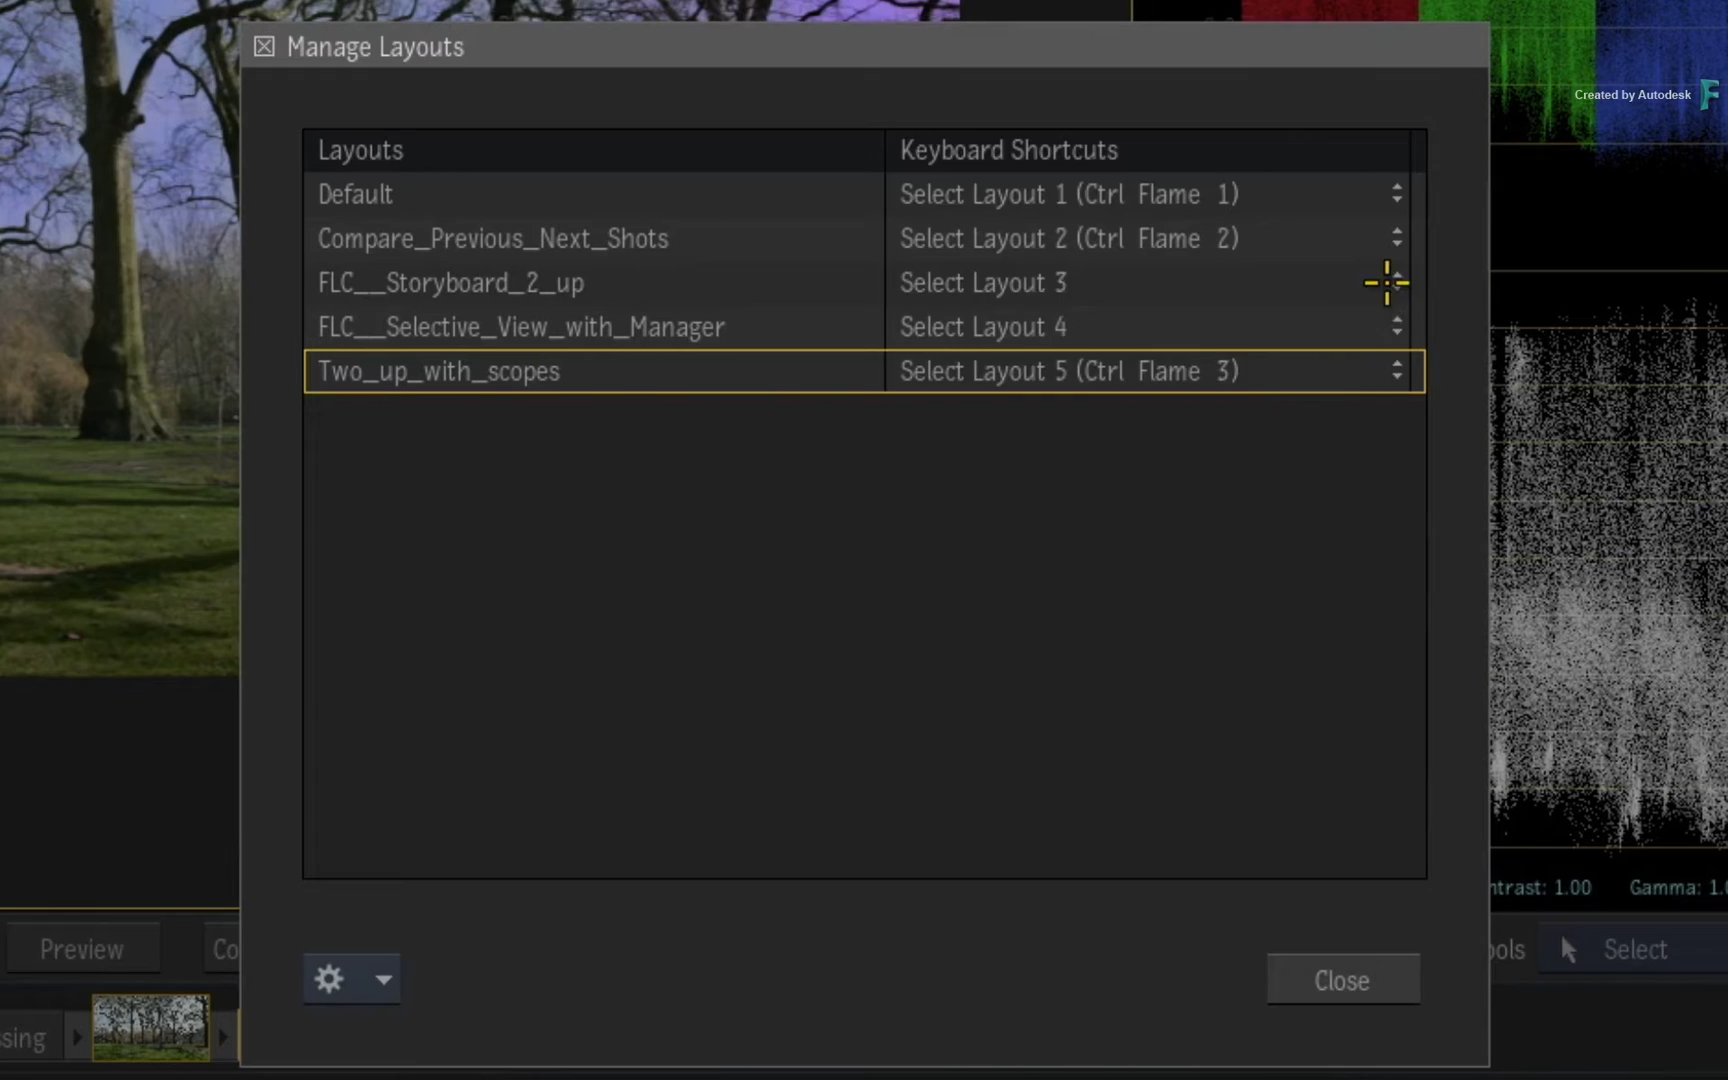 Manage Layouts
Created by Autodesk
Layouts Keyboard Shortcuts
Default Select Layout 1 (Ctrl Flame 1)
Compare_Previous_Next_Shots Select Layout 2 (Ctrl Flame 2)
FLC__Storyboard_2_up Select Layout 3
FLC__Selective_View_with_Manager Select Layout 4
Two_up_with_scopes Select Layout 5 (Ctrl Flame 3)
ntrast: 1.00 Gamma: 1.0
Preview Co ools Select
Close
ssing